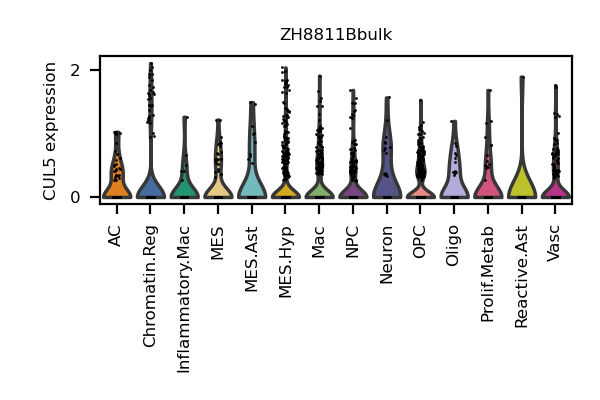 ZH8811Bbulk
CUL5 expression
2
0
AC
Chromatin.Reg
Inflammatory.Mac
MES
MES.Ast
MES.Hyp
Mac
NPC
Neuron
OPC
Oligo
Prolif.Metab
Reactive.Ast
Vasc